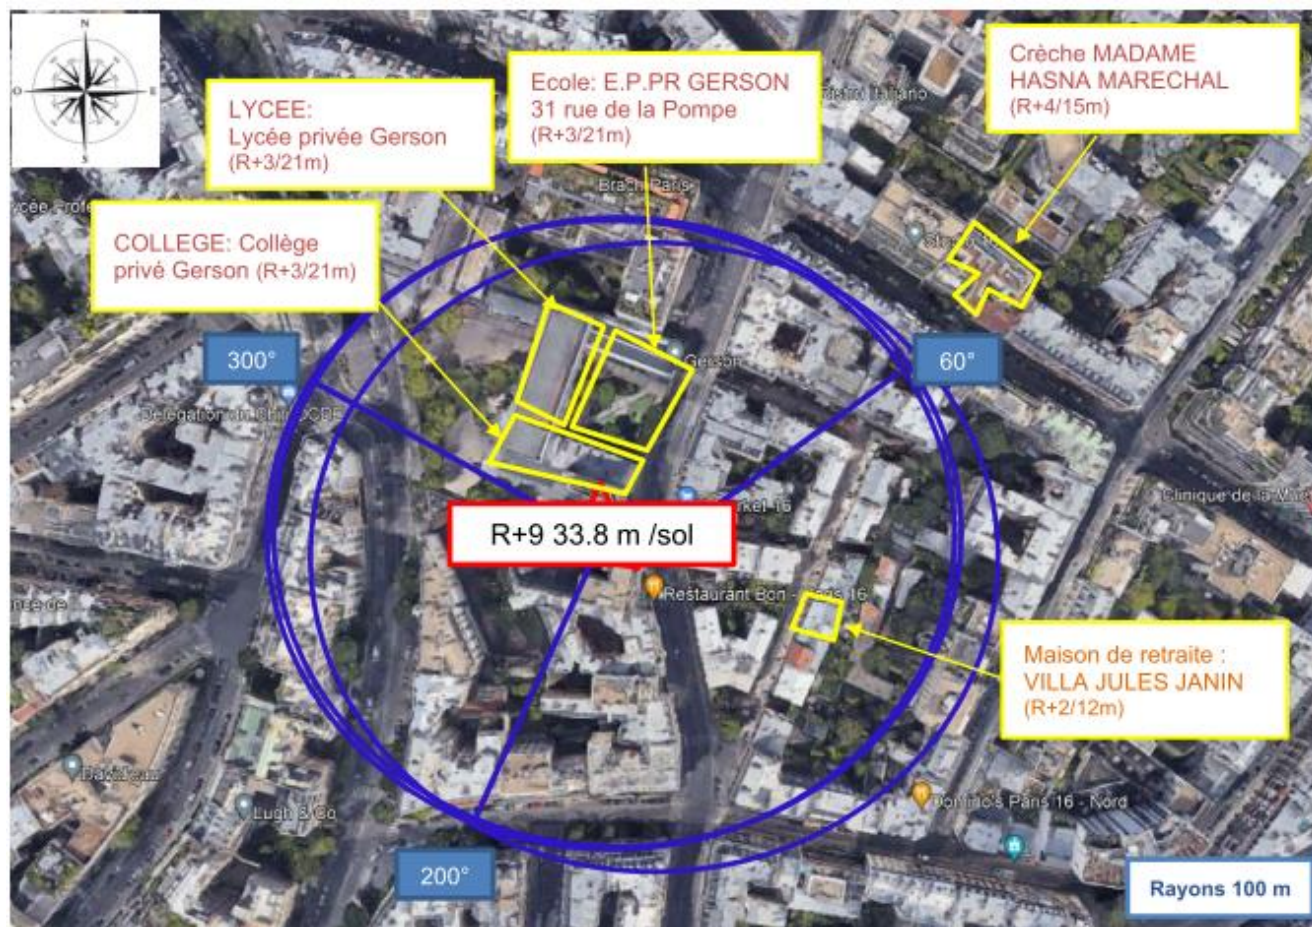 N
O
E
S
LYCEE:
Lycée privée Gerson
(R+3/21m)
Ecole: E.P.PR GERSON
31 rue de la Pompe
(R+3/21m)
Crèche MADAME
HASNA MARECHAL
(R+4/15m)
COLLEGE: Collège
privé Gerson (R+3/21m)
Brach Paris
Italiano
300°
60°
Gerson
R+9 33.8 m /sol
Restaurant Bon -
16
Clinique de la
Maison de retraite :
VILLA JULES JANIN
(R+2/12m)
Lugh & Co
Domino's Paris 16 - Nord
200°
Rayons 100 m